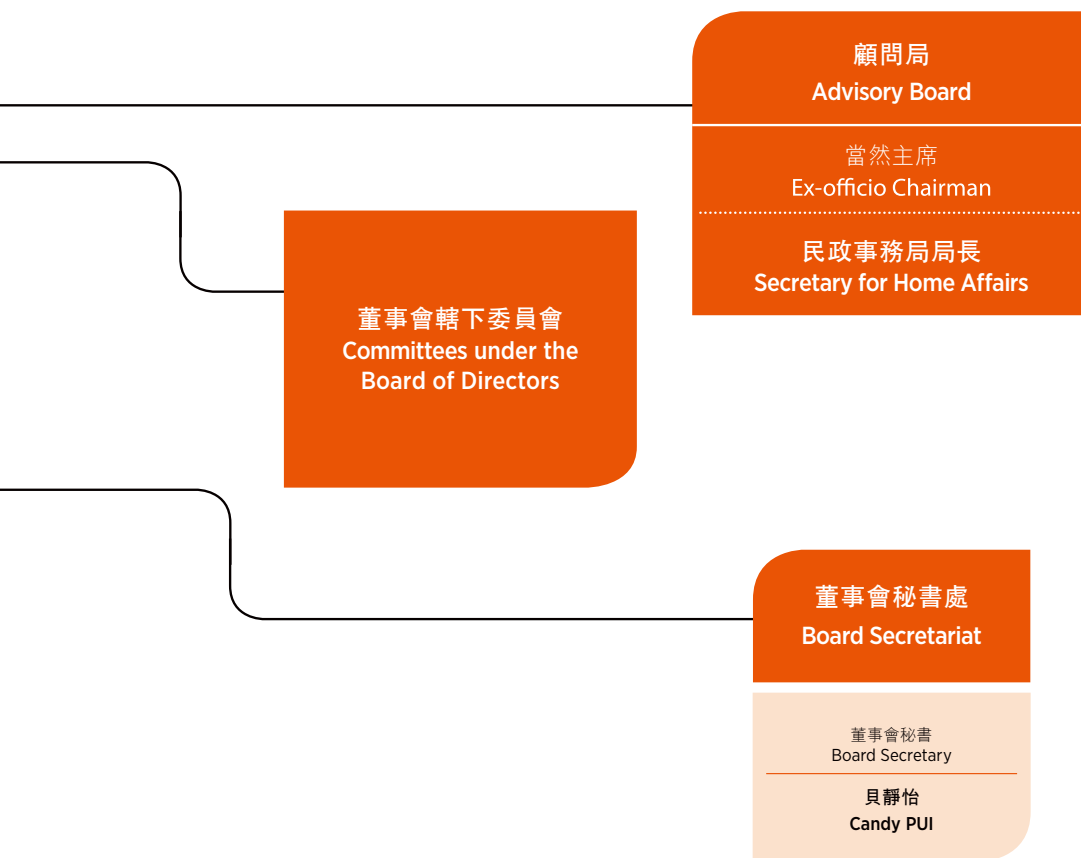 顧問局
Advisory Board
當然主席
Ex-officio Chairman
民政事務局局長
Secretary for Home Affairs
董事會轄下委員會
Committees under the
Board of Directors
董事會秘書處
Board Secretariat
董事會秘書
Board Secretary
貝靜怡
Candy PUI